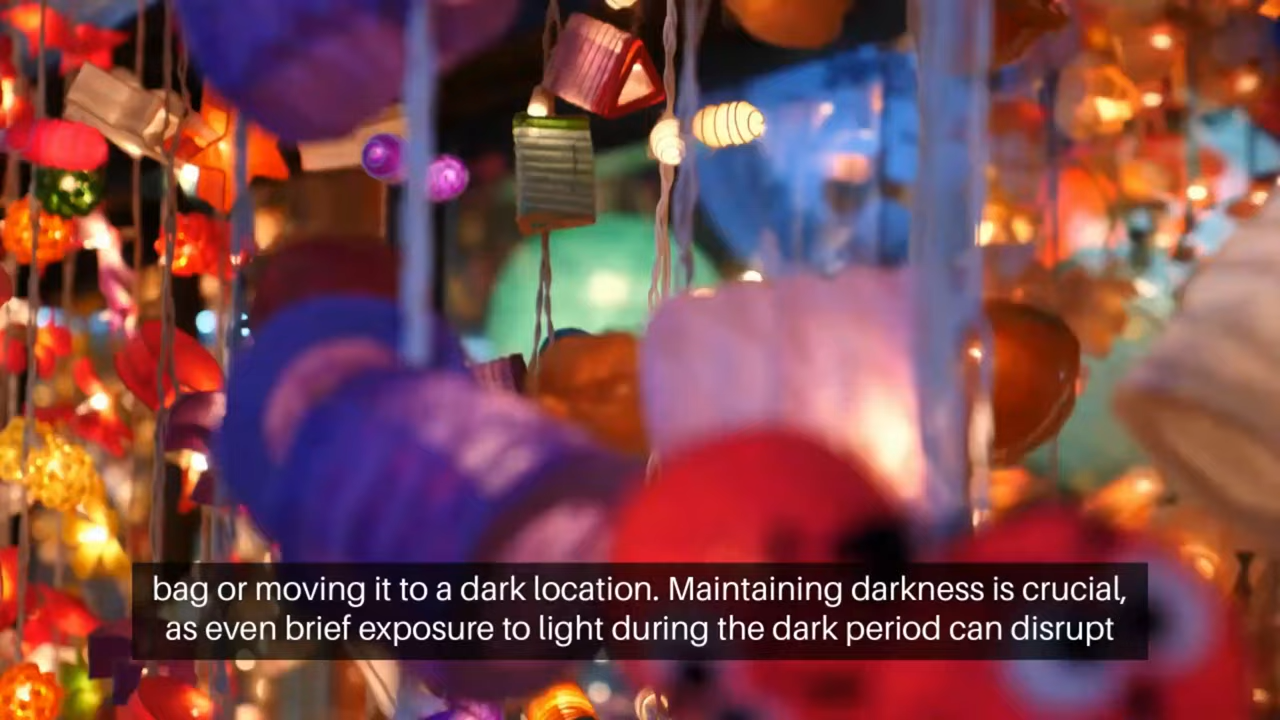 bag or moving it to a dark location. Maintaining darkness is crucial,
as even brief exposure to light during the dark period can disrupt